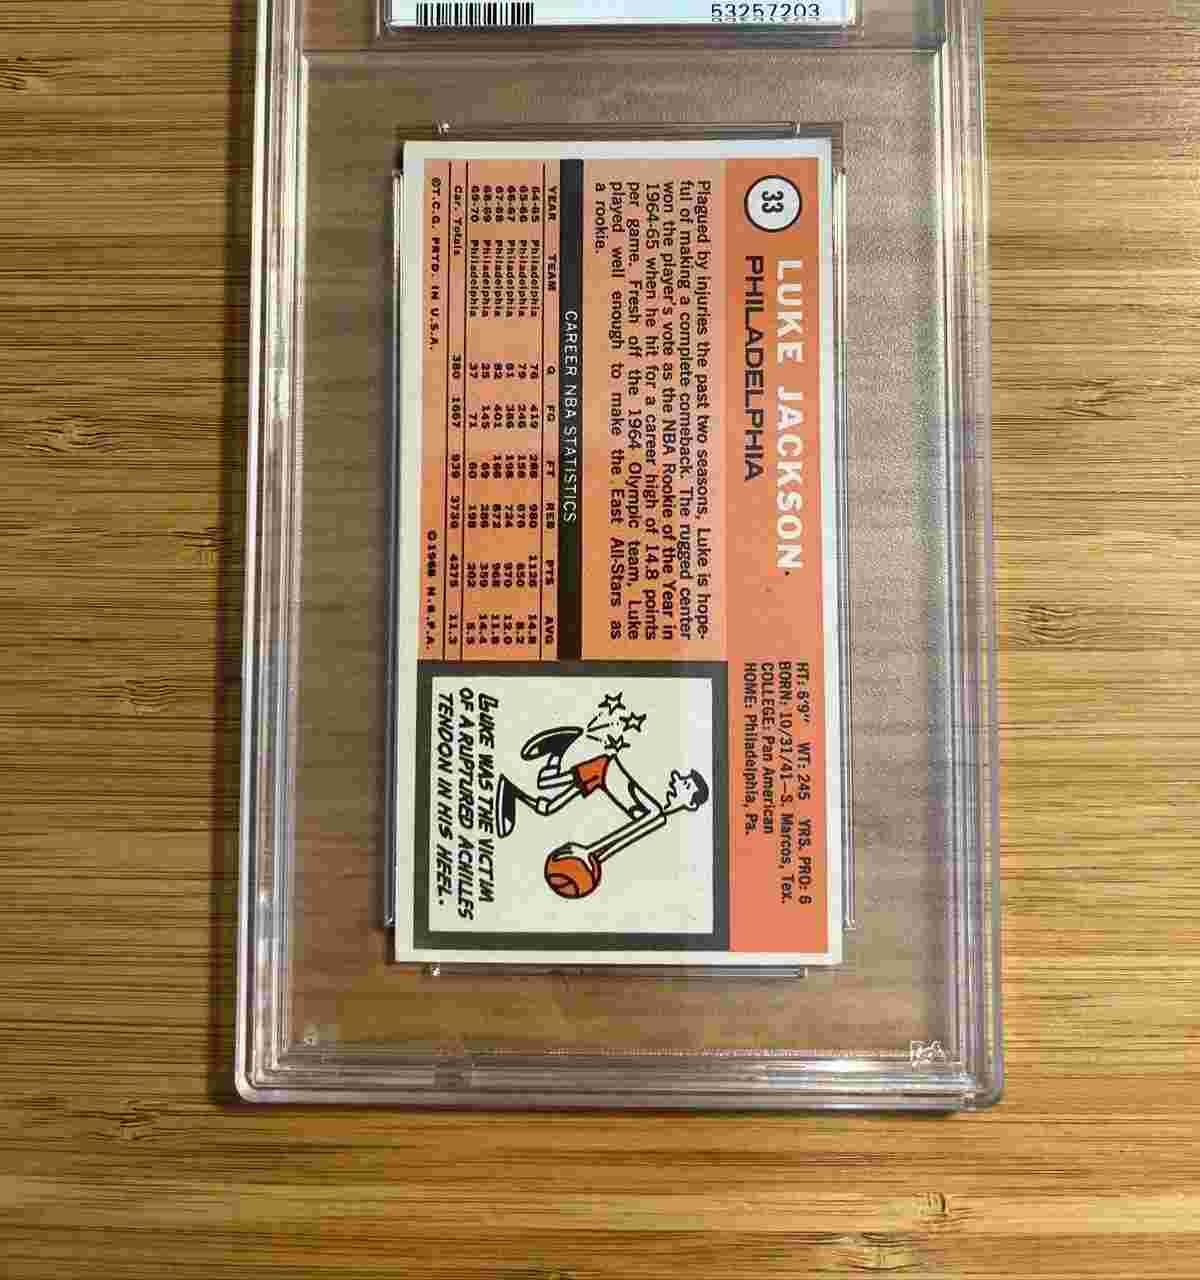 53257203
33
LUKE JACKSON.
PHILADELPHIA
HT: 6'9" WT: 245 YRS. PRO: 6
BORN: 10/31/41—S. Marcos, Tex.
COLLEGE: Pan American
HOME: Philadelphia, Pa.
Plagued by injuries the past two seasons, Luke is hope-
ful of making a complete comeback. The rugged center
won the player's vote as the NBA Rookie of the Year in
1964-65 when he hit for a career high of 14.8 points
per game. Fresh off the 1964 Olympic team, Luke
played well enough to make the East All-Stars as
a rookie.
CAREER NBA STATISTICS
YEAR TEAM G FG FT REB PTS AVG
64-65 Philadelphia 76 419 288 980 1126 14.8
65-66 Philadelphia 79 246 158 676 650 8.2
66-67 Philadelphia 81 386 198 724 970 12.0
67-68 Philadelphia 82 401 166 872 968 11.8
68-69 Philadelphia 25 145 69 286 359 14.4
69-70 Philadelphia 37 71 60 198 202 5.5
Car. Totals 380 1667 939 3736 4275 11.3
©T.C.G. PRTD. IN U.S.A. ©1968 N.B.P.A.
LUKE WAS THE VICTIM
OF A RUPTURED ACHILLES
TENDON IN HIS HEEL.